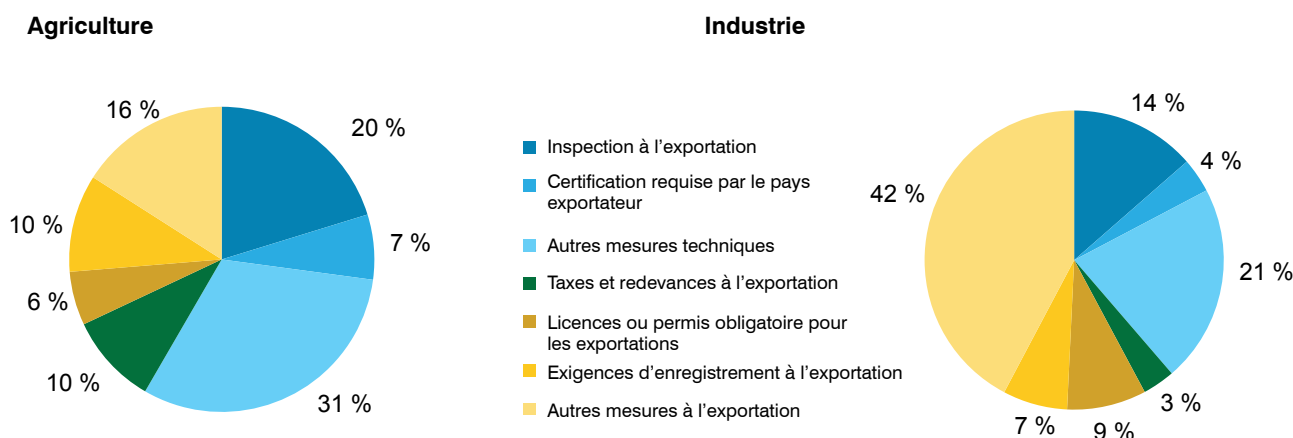 Agriculture
16 %
20 %
10 %
7 %
6 %
10 %
31 %
Inspection à l’exportation
Certification requise par le pays
exportateur
Autres mesures techniques
Taxes et redevances à l’exportation
Licences ou permis obligatoire pour
les exportations
Exigences d’enregistrement à l’exportation
Autres mesures à l’exportation
Industrie
14 %
4 %
42 %
21 %
3 %
7 %
9 %